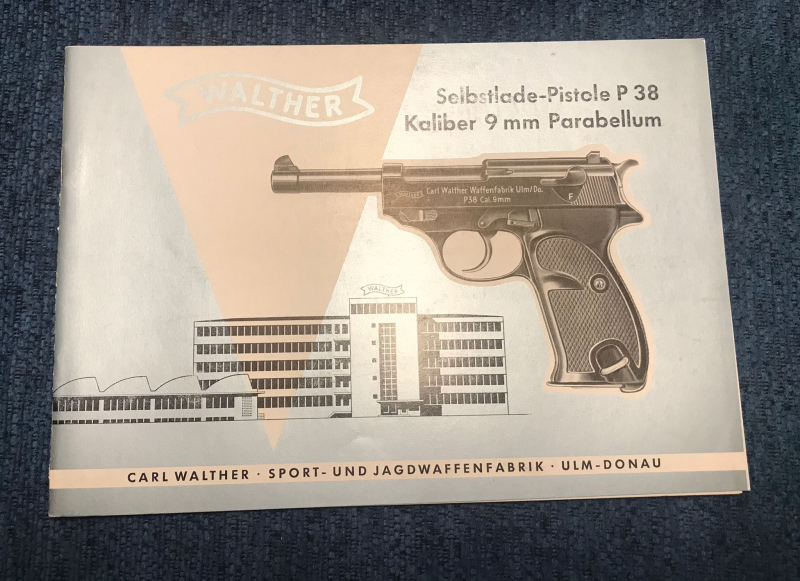 WALTHER
Selbstlade-Pistole P 38
Kaliber 9 mm Parabellum
WALTHER
Carl Walther Waffenfabrik Ulm/Do.
P38 Cal. 9mm
F
WALTHER
CARL WALTHER · SPORT- UND JAGDWAFFENFABRIK · ULM-DONAU